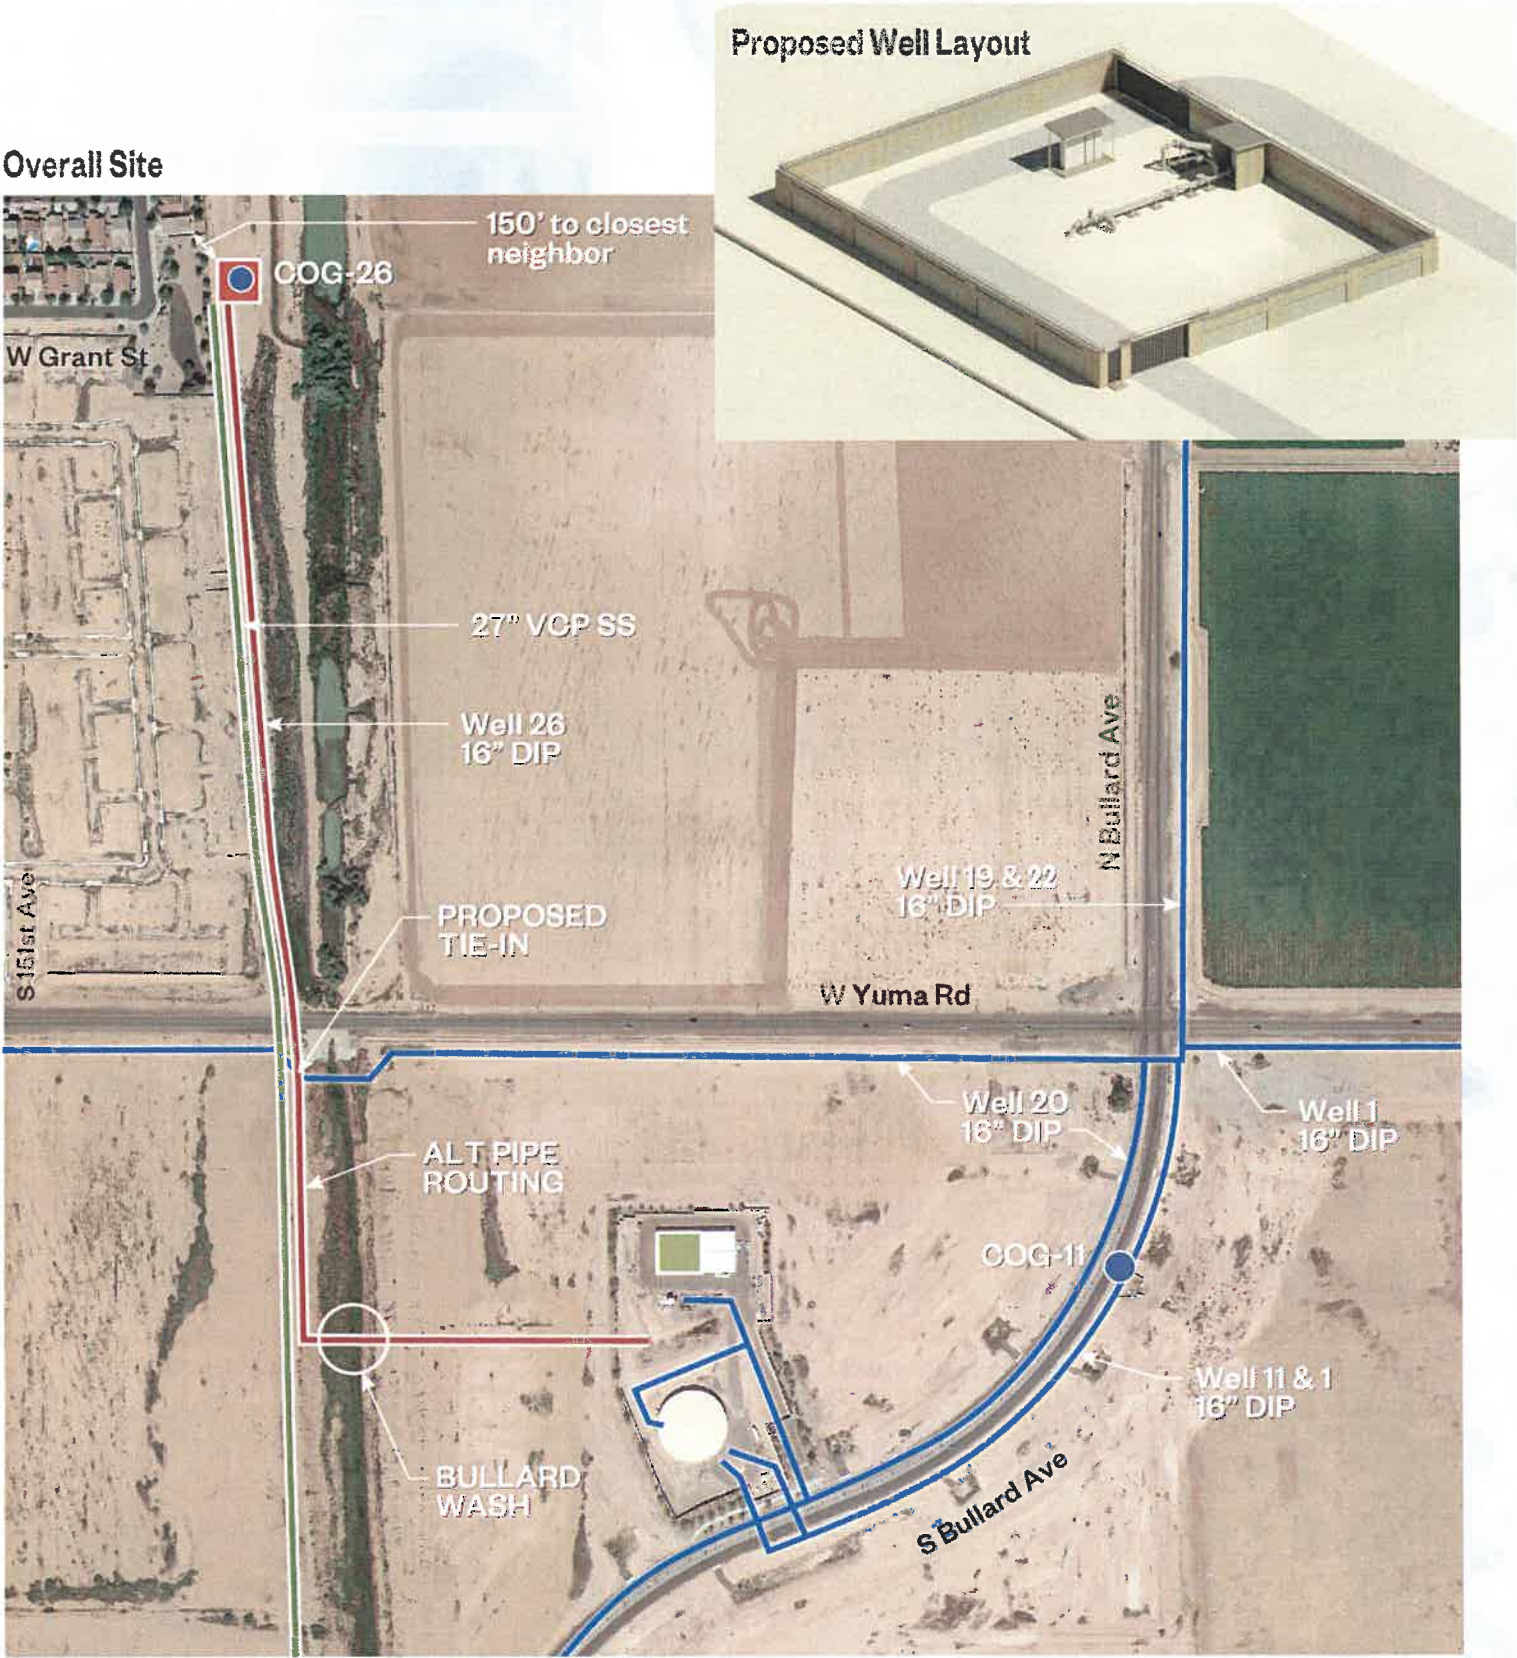 Proposed Well Layout
Overall Site
150' to closest
neighbor
COG-26
W Grant St
27" VCP SS
Well 26
16" DIP
N Bullard Ave
Well 19 & 22
16" DIP
S 151st Ave
PROPOSED
TIE-IN
W Yuma Rd
Well 20
16" DIP
Well 1
16" DIP
ALT PIPE
ROUTING
COG-11
Well 11 & 1
16" DIP
BULLARD
WASH
S Bullard Ave